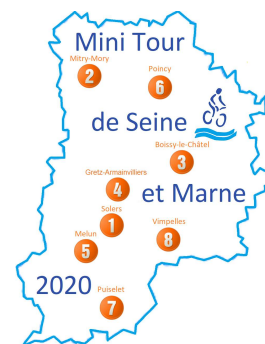 Mini Tour
Mitry-Mory
2
Poincy
6
de Seine
Boissy-le-Châtel
3
Gretz-Armainvilliers
4
et Marne
Solers
1
Vimpelles
8
Melun
5
2020
Puiselet
7